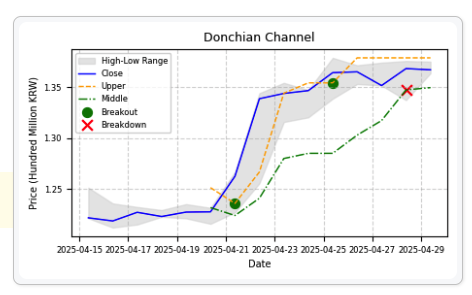 Donchian Channel
High-Low Range
Close
Upper
Middle
Breakout
Breakdown
Price (Hundred Million KRW)
1.35
1.30
1.25
2025-04-15 2025-04-17 2025-04-19 2025-04-21 2025-04-23 2025-04-25 2025-04-27 2025-04-29
Date